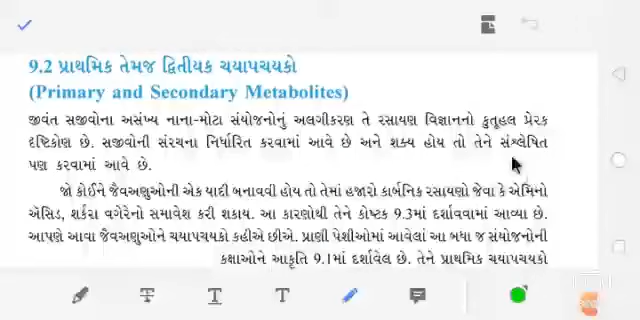 9.2 પ્રાથમિક તેમજ દ્વિતીયક ચયાપચયકો
(Primary and Secondary Metabolites)
જીવંત સજીવોના અસંખ્ય નાના-મોટા સંયોજનોનું અલગીકરણ તે રસાયણ વિજ્ઞાનનો કુતૂહલ પ્રેરક
દૃષ્ટિકોણ છે. સજીવોની સંરચના નિર્ધારિત કરવામાં આવે છે અને શક્ય હોય તો તેને સંશ્લેષિત
પણ કરવામાં આવે છે.
જો કોઈને જૈવઅણુઓની એક યાદી બનાવવી હોય તો તેમાં હજારો કાર્બનિક રસાયણો જેવા કે એમિનો
ઍસિડ, શર્કરા વગેરેનો સમાવેશ કરી શકાય. આ કારણોથી તેને કોષ્ટક 9.3માં દર્શાવવામાં આવ્યા છે.
આપણે આવા જૈવઅણુઓને ચયાપચયકો કહીએ છીએ. પ્રાણી પેશીઓમાં આવેલાં આ બધા જ સંયોજનોની
કક્ષાઓને આકૃતિ 9.1માં દર્શાવેલ છે. તેને પ્રાથમિક ચયાપચયકો